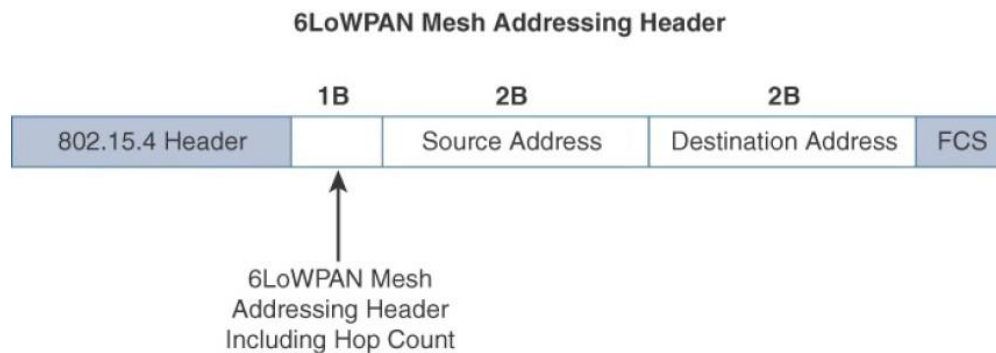 6LoWPAN Mesh Addressing Header
1B 2B 2B
802.15.4 Header Source Address Destination Address FCS
6LoWPAN Mesh
Addressing Header
Including Hop Count